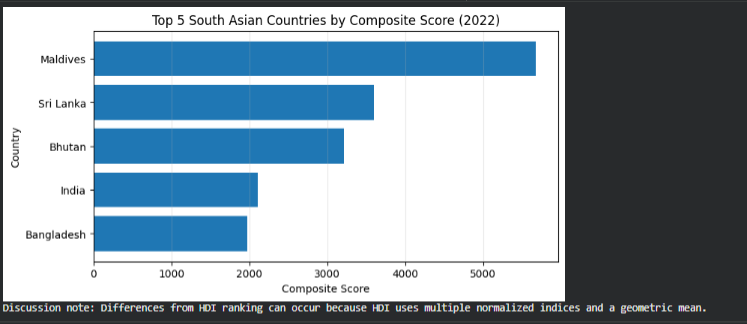 Top 5 South Asian Countries by Composite Score (2022)
Country
Maldives
Sri Lanka
Bhutan
India
Bangladesh
0 1000 2000 3000 4000 5000
Composite Score
Discussion note: Differences from HDI ranking can occur because HDI uses multiple normalized indices and a geometric mean.